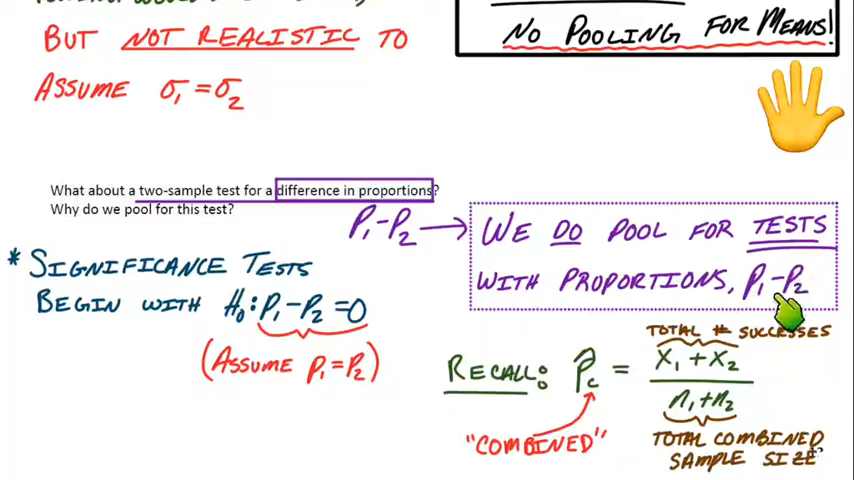 BUT NOT REALISTIC TO
ASSUME σ₁ = σ₂
NO POOLING FOR MEANS!
What about a two-sample test for a difference in proportions?
Why do we pool for this test?
P₁-P₂ → WE DO POOL FOR TESTS
WITH PROPORTIONS, P₁-P₂
* SIGNIFICANCE TESTS
BEGIN WITH H₀: P₁-P₂=0
(ASSUME P₁=P₂)
TOTAL # SUCCESSES
RECALL: p̂c = X₁+X₂
n₁+n₂
"COMBINED"
TOTAL COMBINED
SAMPLE SIZE